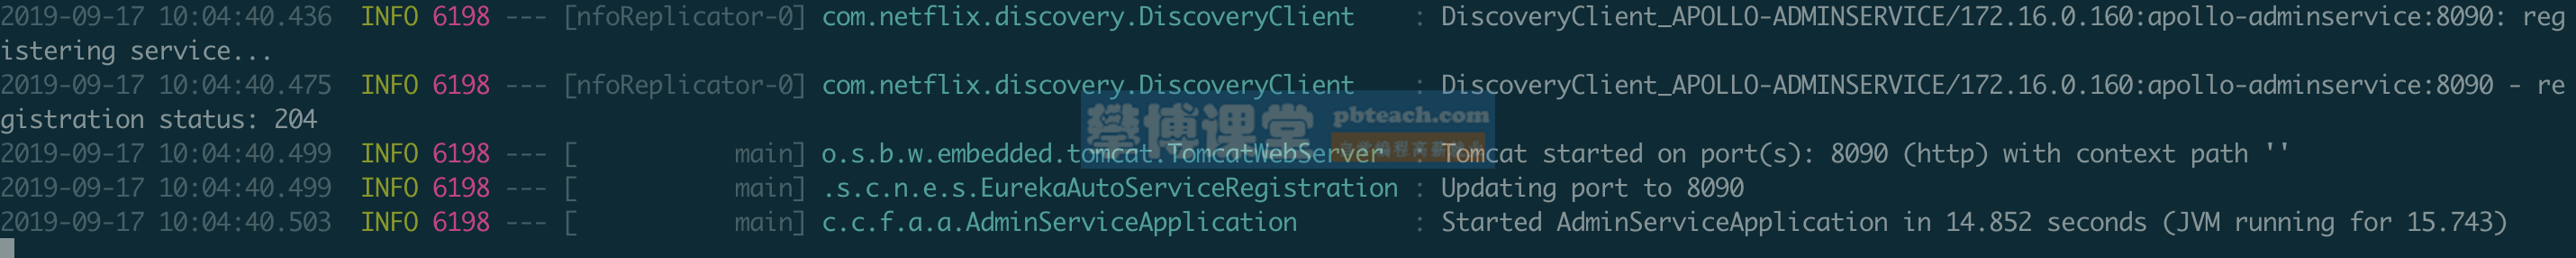 2019-09-17 10:04:40.436  INFO 6198 --- [nfoReplicator-0] com.netflix.discovery.DiscoveryClient    : DiscoveryClient_APOLLO-ADMINSERVICE/172.16.0.160:apollo-adminservice:8090: reg
istering service...
2019-09-17 10:04:40.475  INFO 6198 --- [nfoReplicator-0] com.netflix.discovery.DiscoveryClient    : DiscoveryClient_APOLLO-ADMINSERVICE/172.16.0.160:apollo-adminservice:8090 - re
gistration status: 204
攀博课堂 pbteach.com
2019-09-17 10:04:40.499  INFO 6198 --- [           main] o.s.b.w.embedded.tomcat.TomcatWebServer  : Tomcat started on port(s): 8090 (http) with context path ''
2019-09-17 10:04:40.499  INFO 6198 --- [           main] .s.c.n.e.s.EurekaAutoServiceRegistration : Updating port to 8090
2019-09-17 10:04:40.503  INFO 6198 --- [           main] c.c.f.a.a.AdminServiceApplication        : Started AdminServiceApplication in 14.852 seconds (JVM running for 15.743)